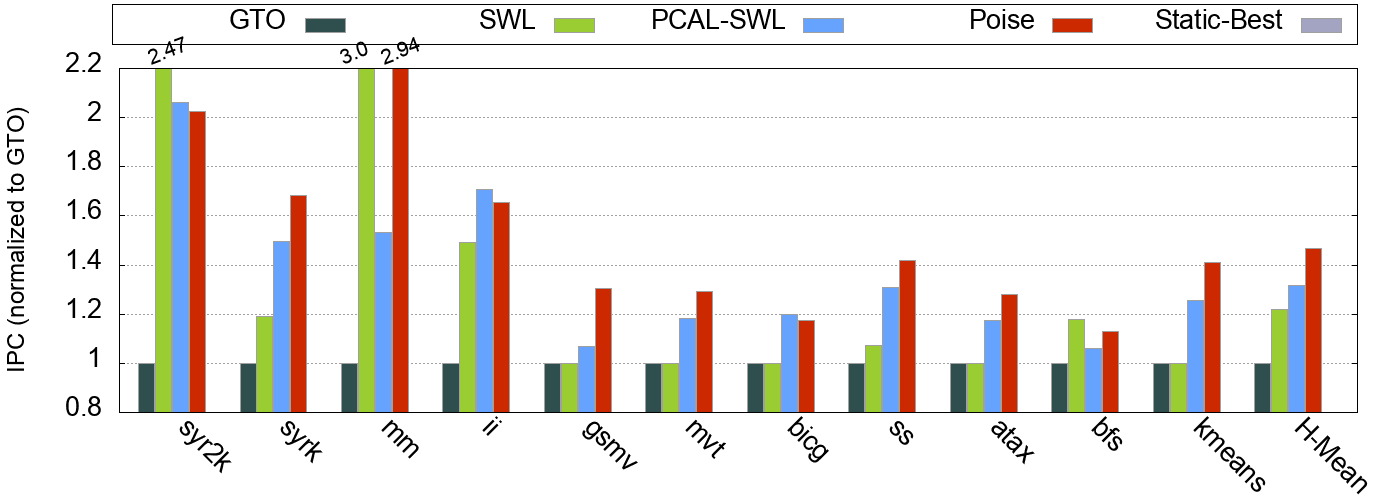 GTO SWL PCAL-SWL Poise Static-Best
2.47 3.0 2.94
IPC (normalized to GTO)
2.2
2
1.8
1.6
1.4
1.2
1
0.8
syr2k syrk mm ii gsmv mvt bicg ss atax bfs kmeans H-Mean